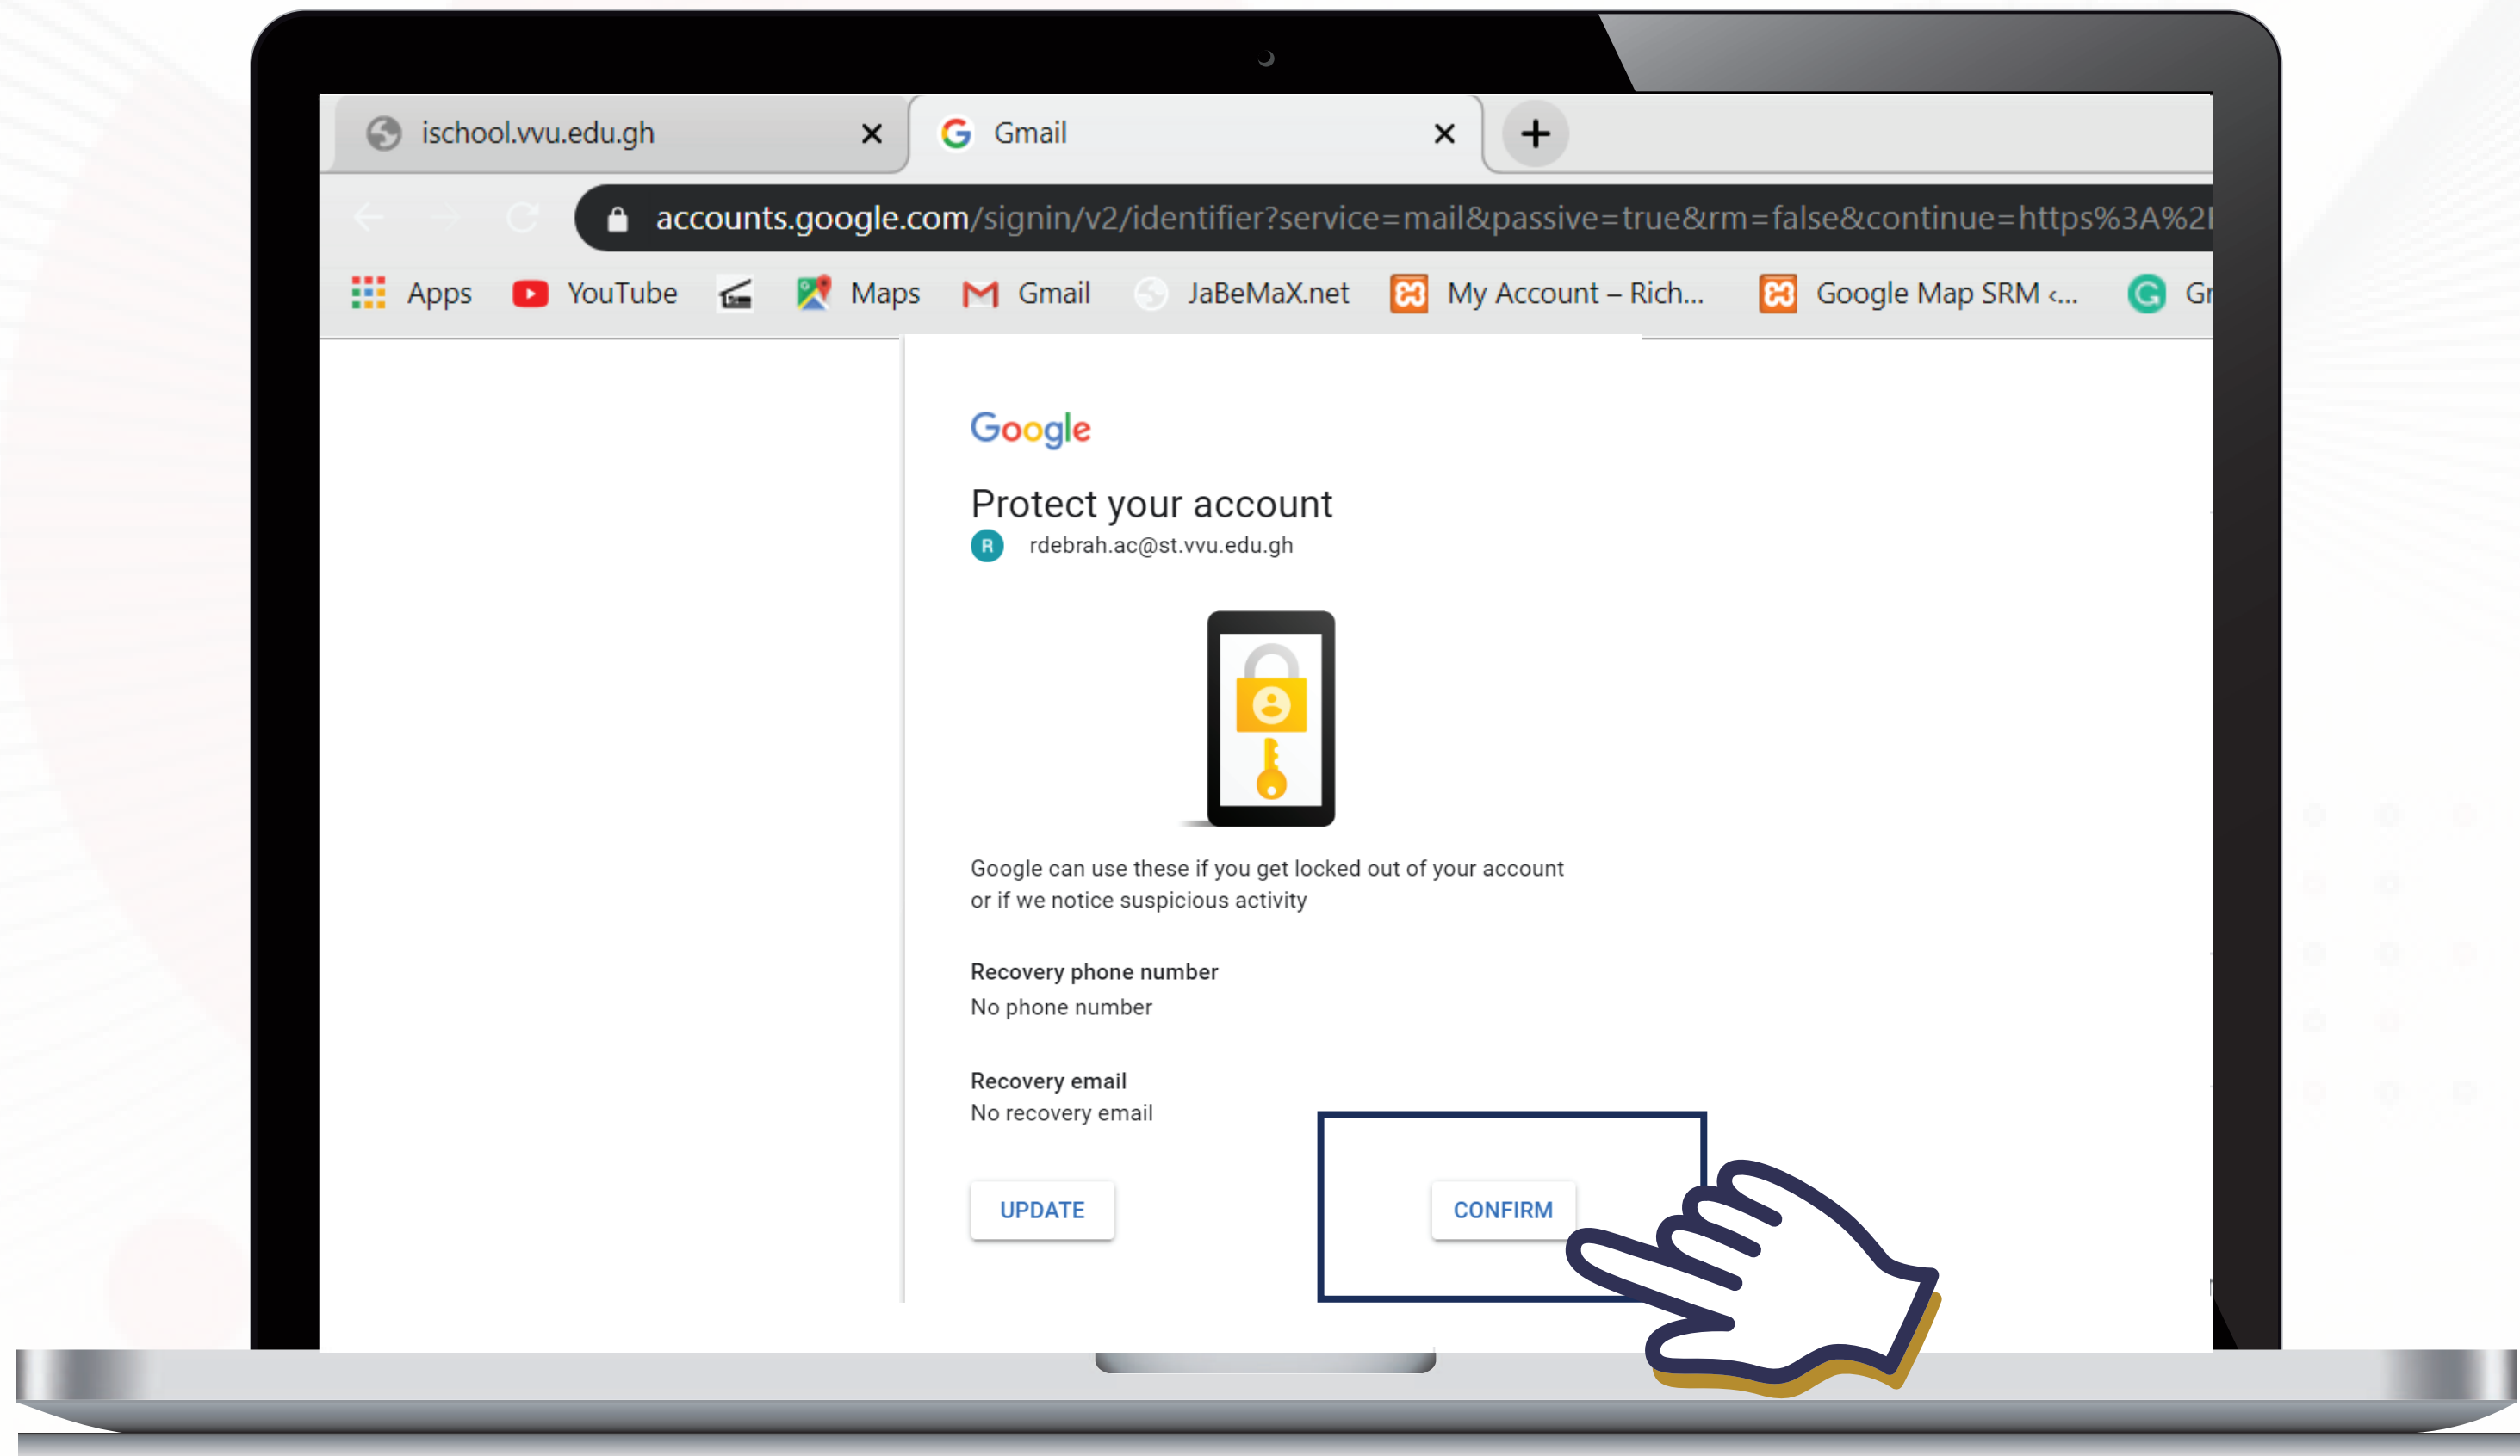 ischool.vvu.edu.gh
Gmail
accounts.google.com/signin/v2/identifier?service=mail&passive=true&rm=false&continue=https%3A%2
Apps YouTube Maps Gmail JaBeMaX.net My Account – Rich... Google Map SRM ‹...
Google
Protect your account
R rdebrah.ac@st.vvu.edu.gh
Google can use these if you get locked out of your account
or if we notice suspicious activity
Recovery phone number
No phone number
Recovery email
No recovery email
UPDATE CONFIRM